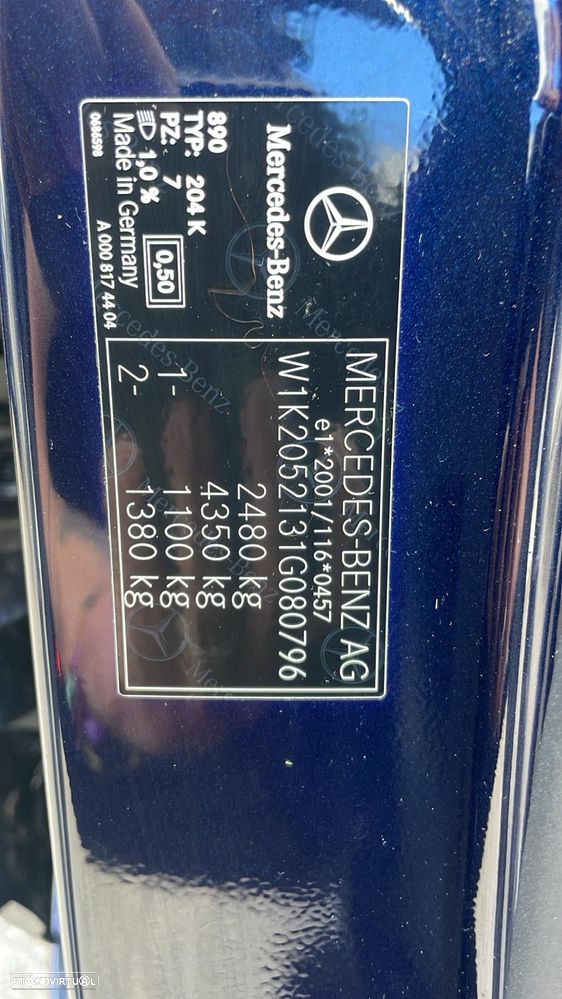 Mercedes-Benz
890
TYP: 204 K
PZ: 7
1,0 %
0,50
Made in Germany
0686598
A 000 817 44 04
MERCEDES-BENZ AG
e1*2001/116*0457
W1K2052131G080796
2480 kg
4350 kg
1- 1100 kg
2- 1380 kg
STANDVIRTUAL